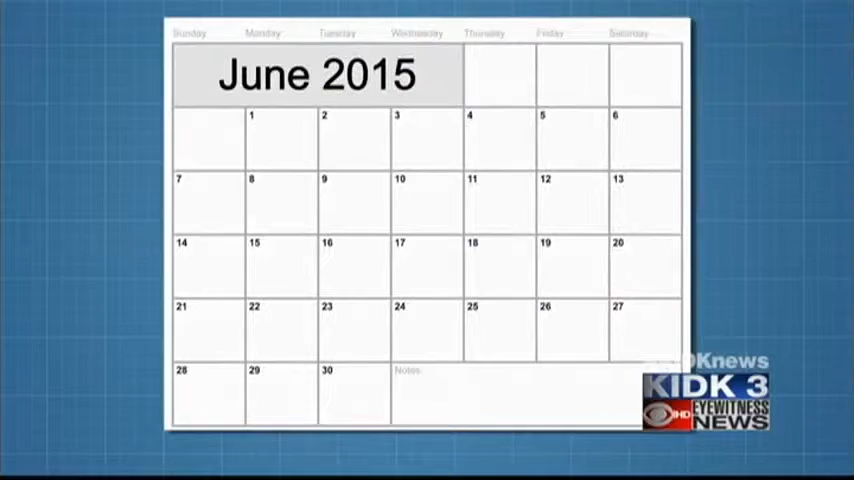 Sunday Monday Tuesday Wednesday Thursday Friday Saturday
June 2015
1 2 3 4 5 6
7 8 9 10 11 12 13
14 15 16 17 18 19 20
21 22 23 24 25 26 27
28 29 30 Notes
KIDK 3
HD EYEWITNESS
NEWS